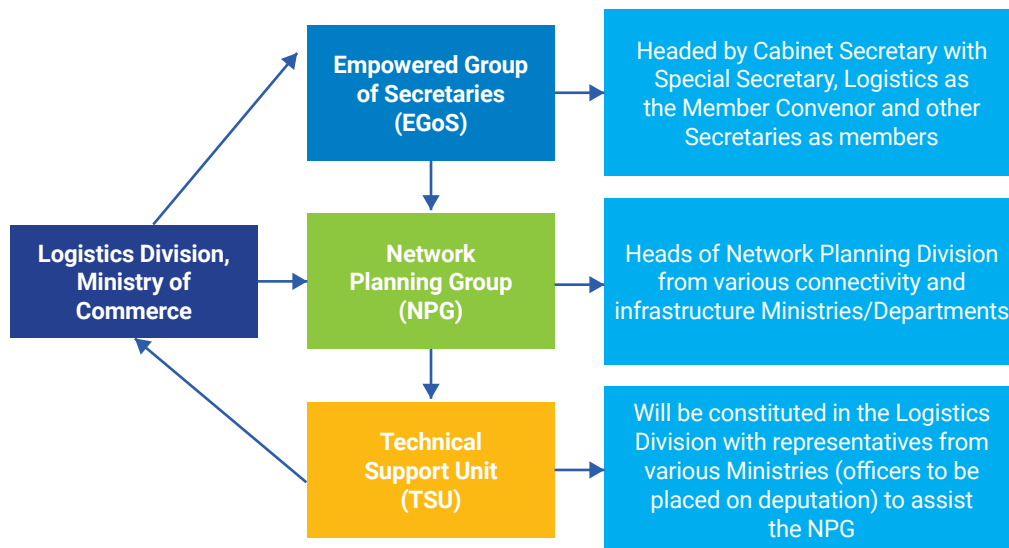 Empowered Group
of Secretaries
(EGoS)
Headed by Cabinet Secretary with
Special Secretary, Logistics as
the Member Convenor and other
Secretaries as members
Logistics Division,
Ministry of
Commerce
Network
Planning Group
(NPG)
Heads of Network Planning Division
from various connectivity and
infrastructure Ministries/Departments
Technical
Support Unit
(TSU)
Will be constituted in the Logistics
Division with representatives from
various Ministries (officers to be
placed on deputation) to assist
the NPG